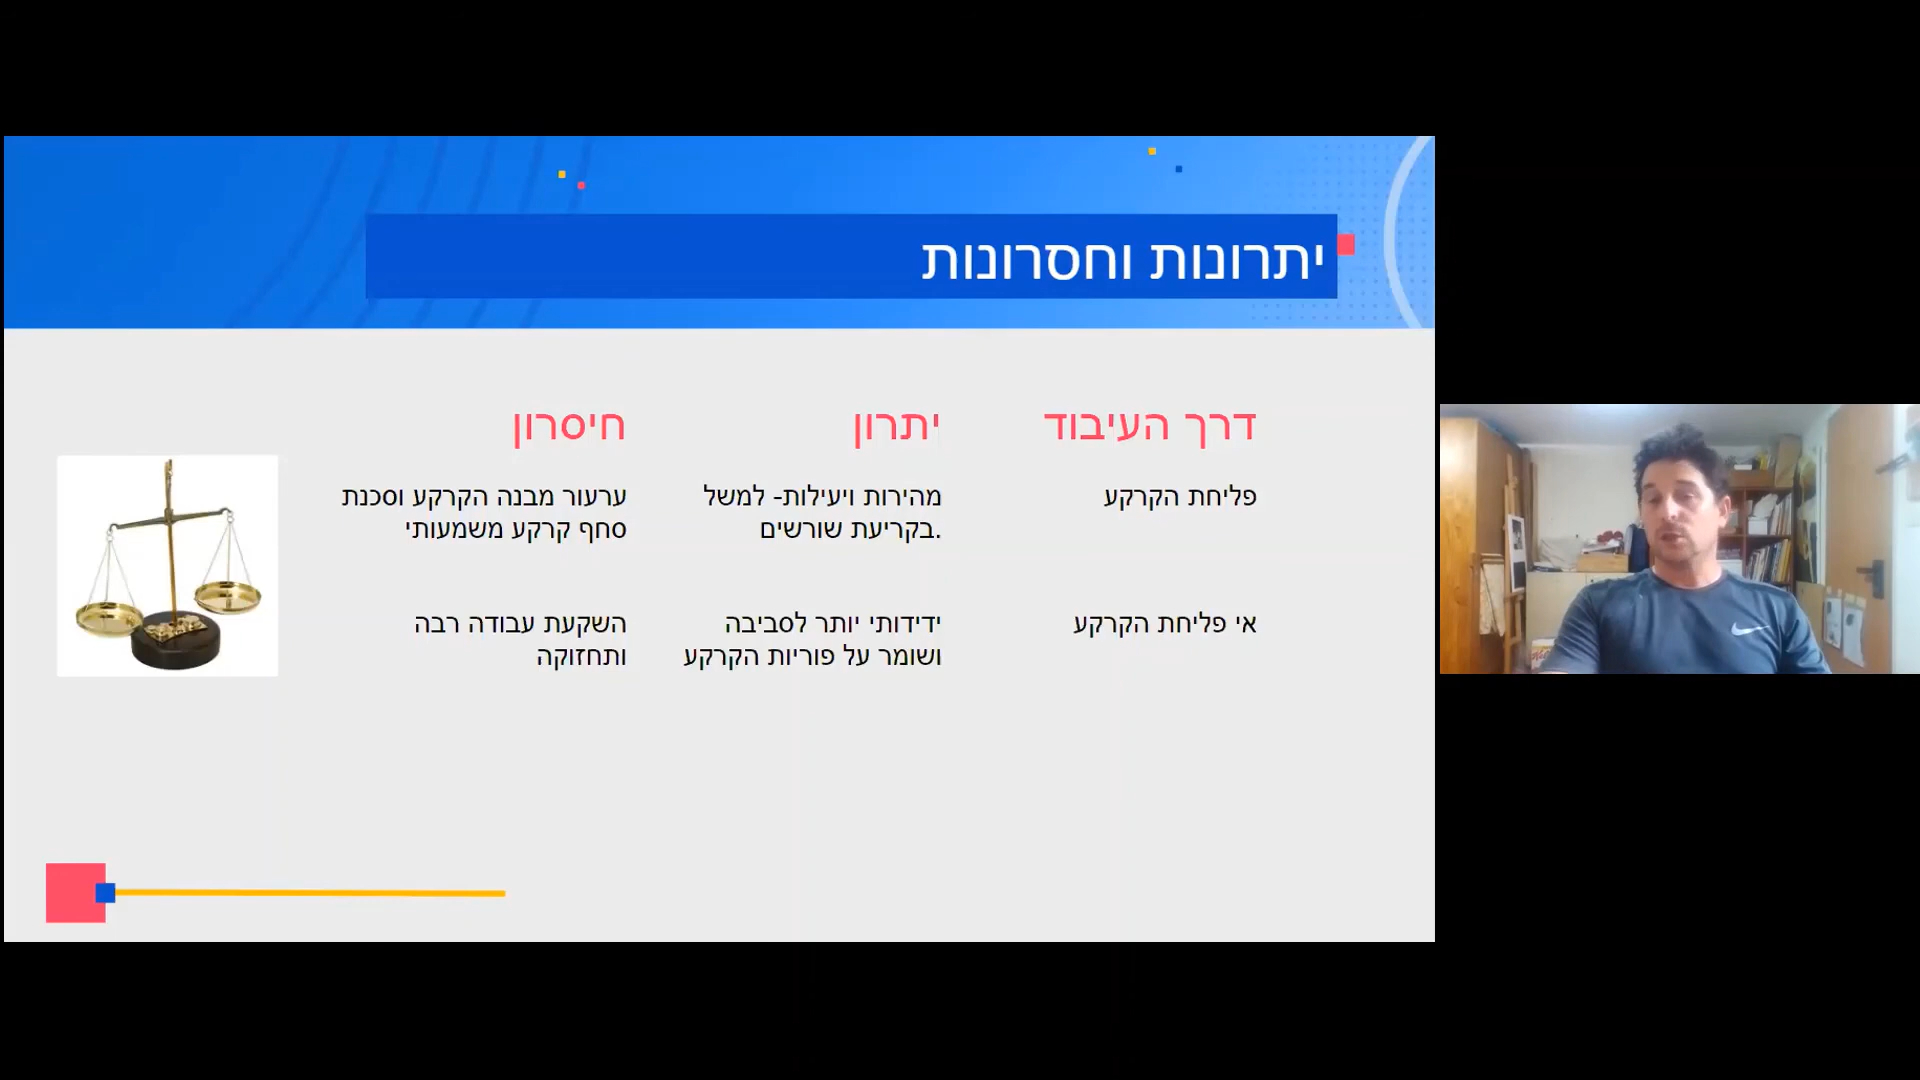 יתרונות וחסרונות
דרך העיבוד
יתרון
חיסרון
פליחת הקרקע
מהירות ויעילות- למשל
בקריעת שורשים.
ערעור מבנה הקרקע וסכנת
סחף קרקע משמעותי
אי פליחת הקרקע
ידידותי יותר לסביבה
ושומר על פוריות הקרקע
השקעת עבודה רבה
ותחזוקה